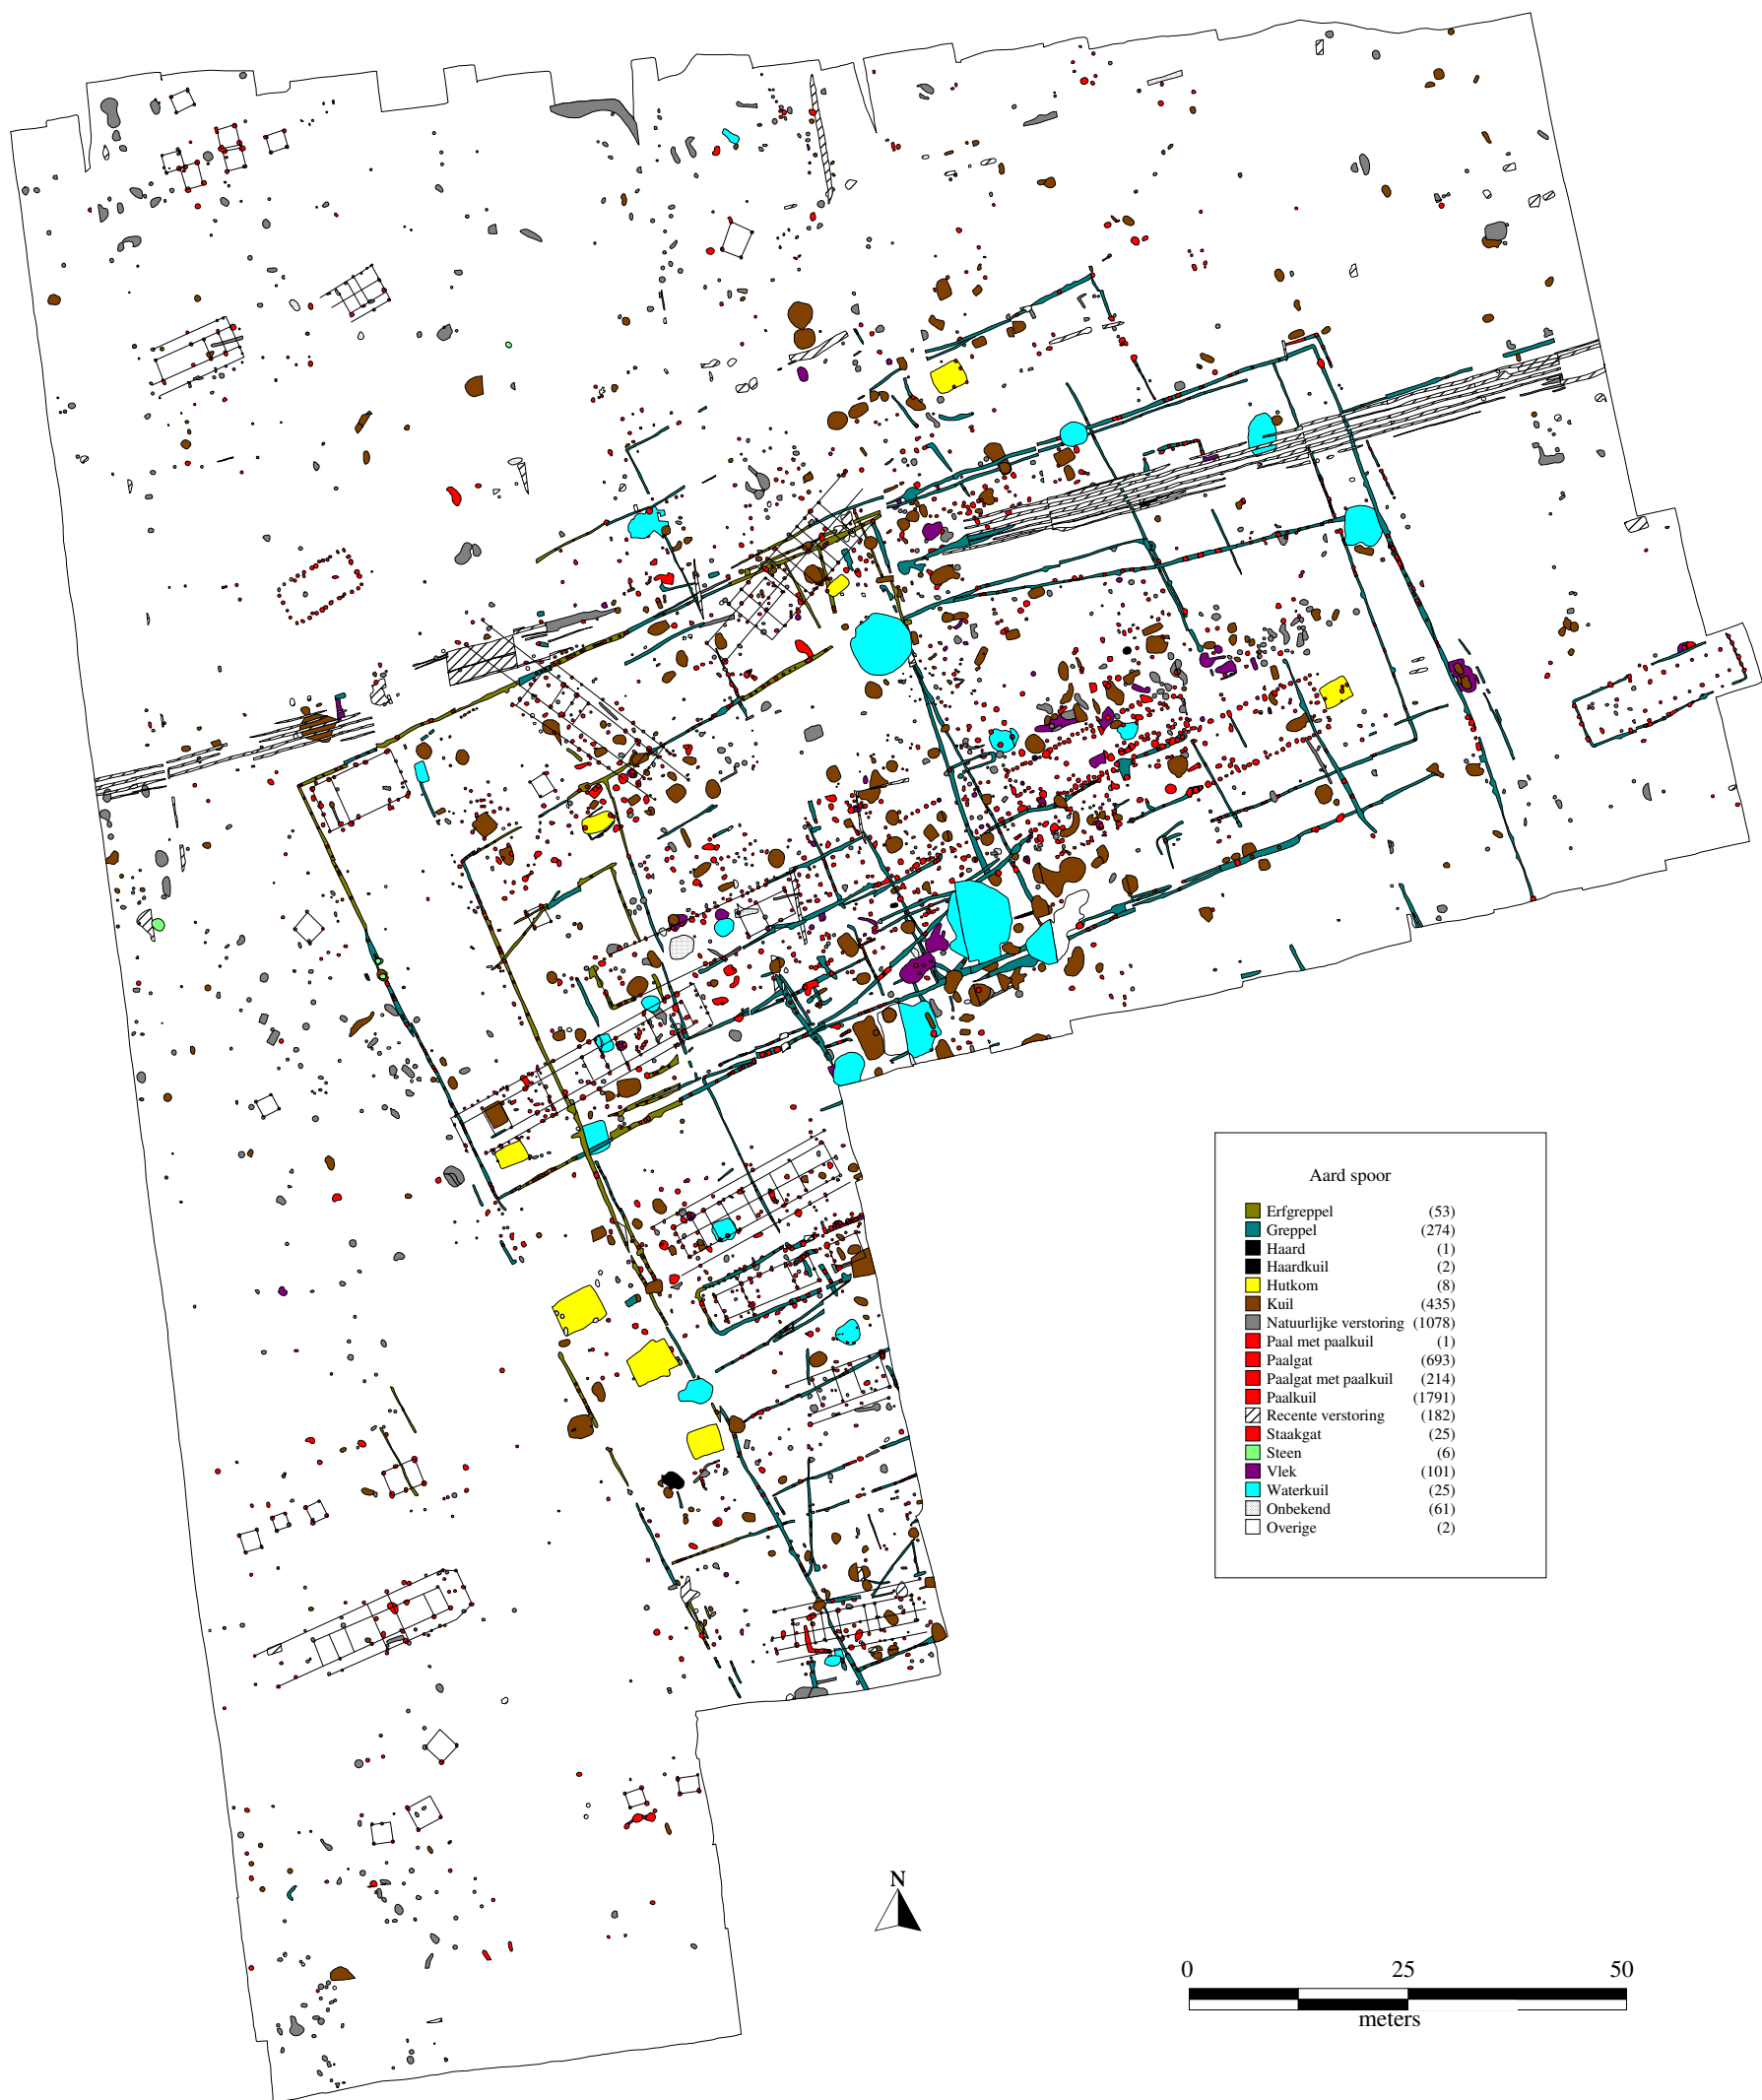 Aard spoor
Erfgreppel (53)
Greppel (274)
Haard (1)
Haardkuil (2)
Hutkom (8)
Kuil (435)
Natuurlijke verstoring (1078)
Paal met paalkuil (1)
Paalgat (693)
Paalgat met paalkuil (214)
Paalkuil (1791)
Recente verstoring (182)
Staakgat (25)
Steen (6)
Vlek (101)
Waterkuil (25)
Onbekend (61)
Overige (2)
N
0 25 50
meters